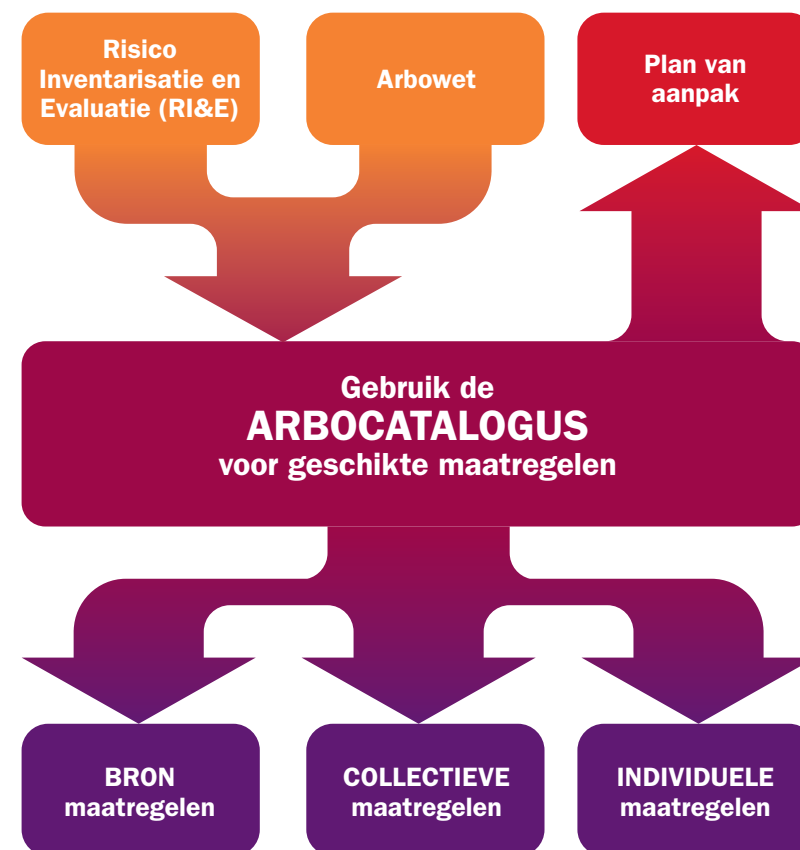 Risico
Inventarisatie en
Evaluatie (RI&E)
Arbowet
Plan van
aanpak
Gebruik de
ARBOCATALOGUS
voor geschikte maatregelen
BRON
maatregelen
COLLECTIEVE
maatregelen
INDIVIDUELE
maatregelen